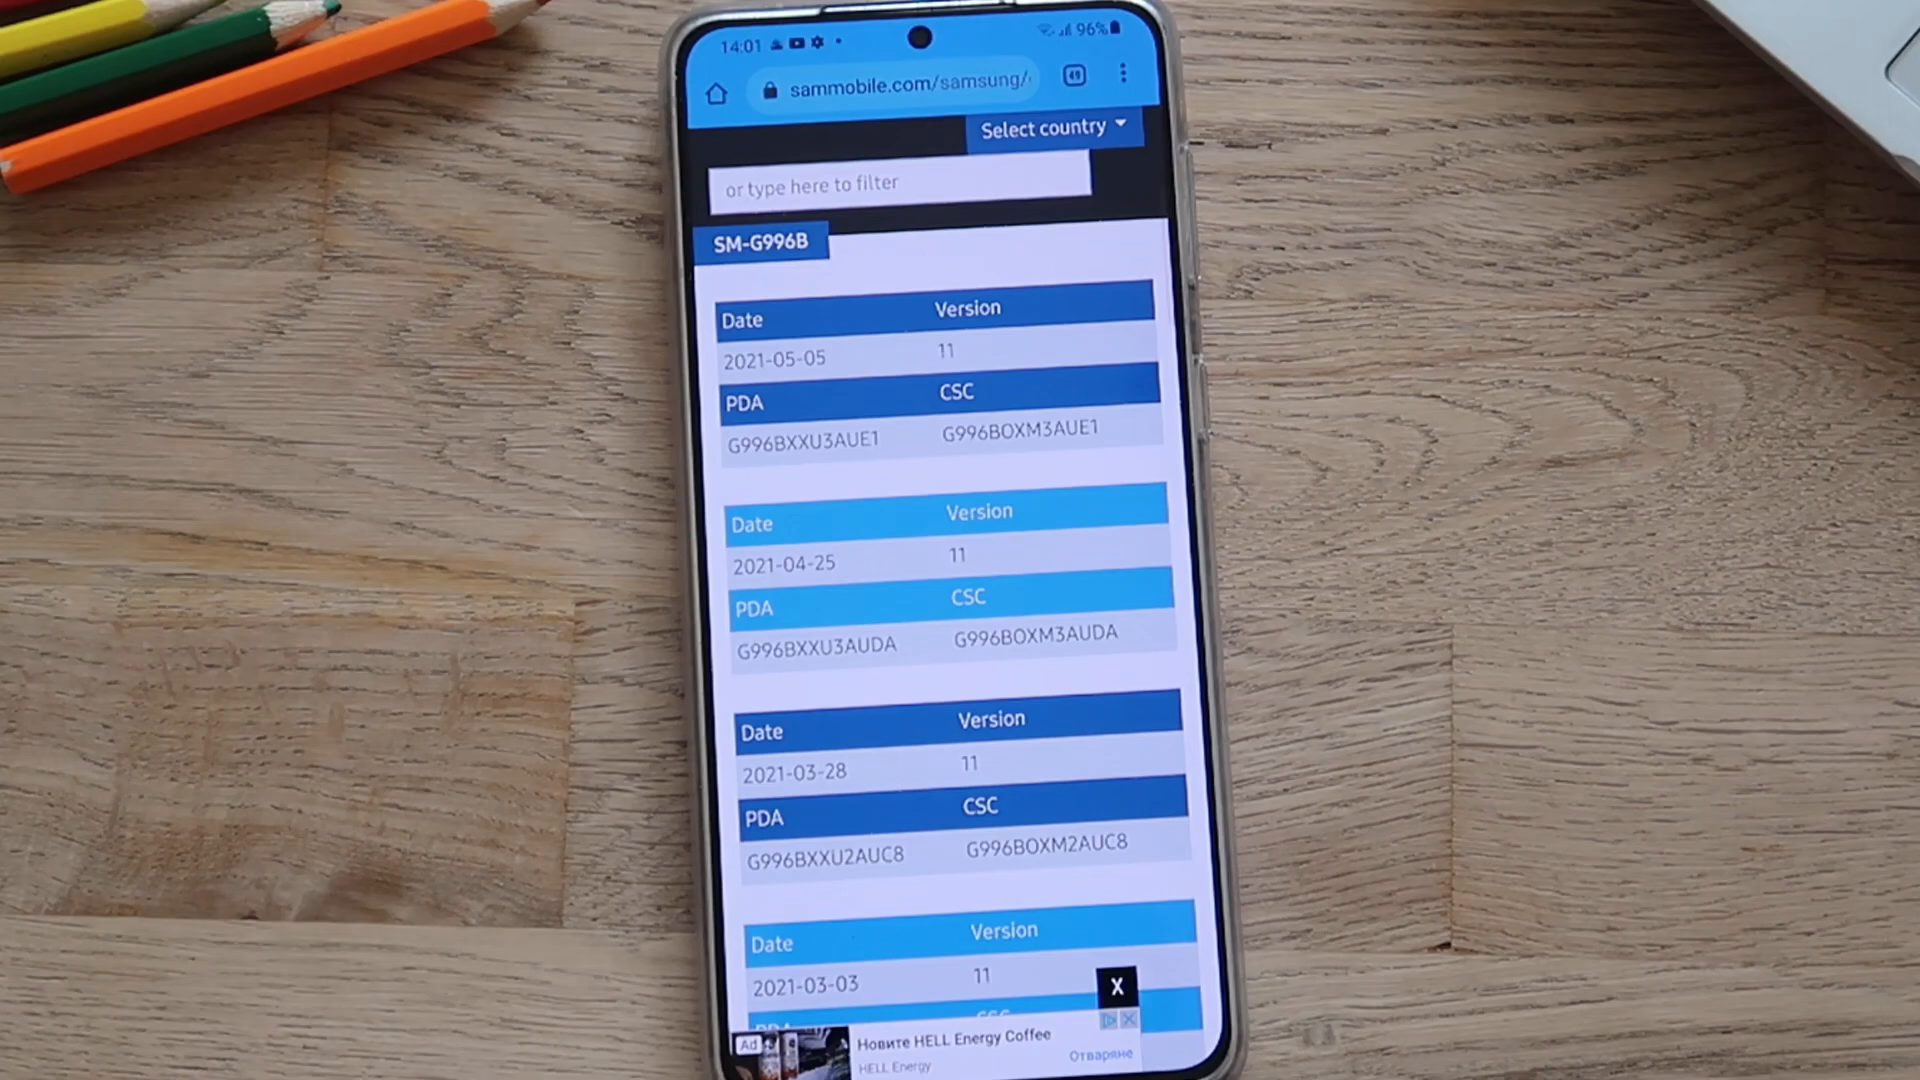 14:01 96%
sammobile.com/samsung/ 49
Select country
or type here to filter
SM-G996B
Date Version
2021-05-05 11
PDA CSC
G996BXXU3AUE1 G996BOXM3AUE1
Date Version
2021-04-25 11
PDA CSC
G996BXXU3AUDA G996BOXM3AUDA
Date Version
2021-03-28 11
PDA CSC
G996BXXU2AUC8 G996BOXM2AUC8
Date Version
2021-03-03 11
X
PDA CSC
Ad
Новите HELL Energy Coffee
HELL Energy Отваряне